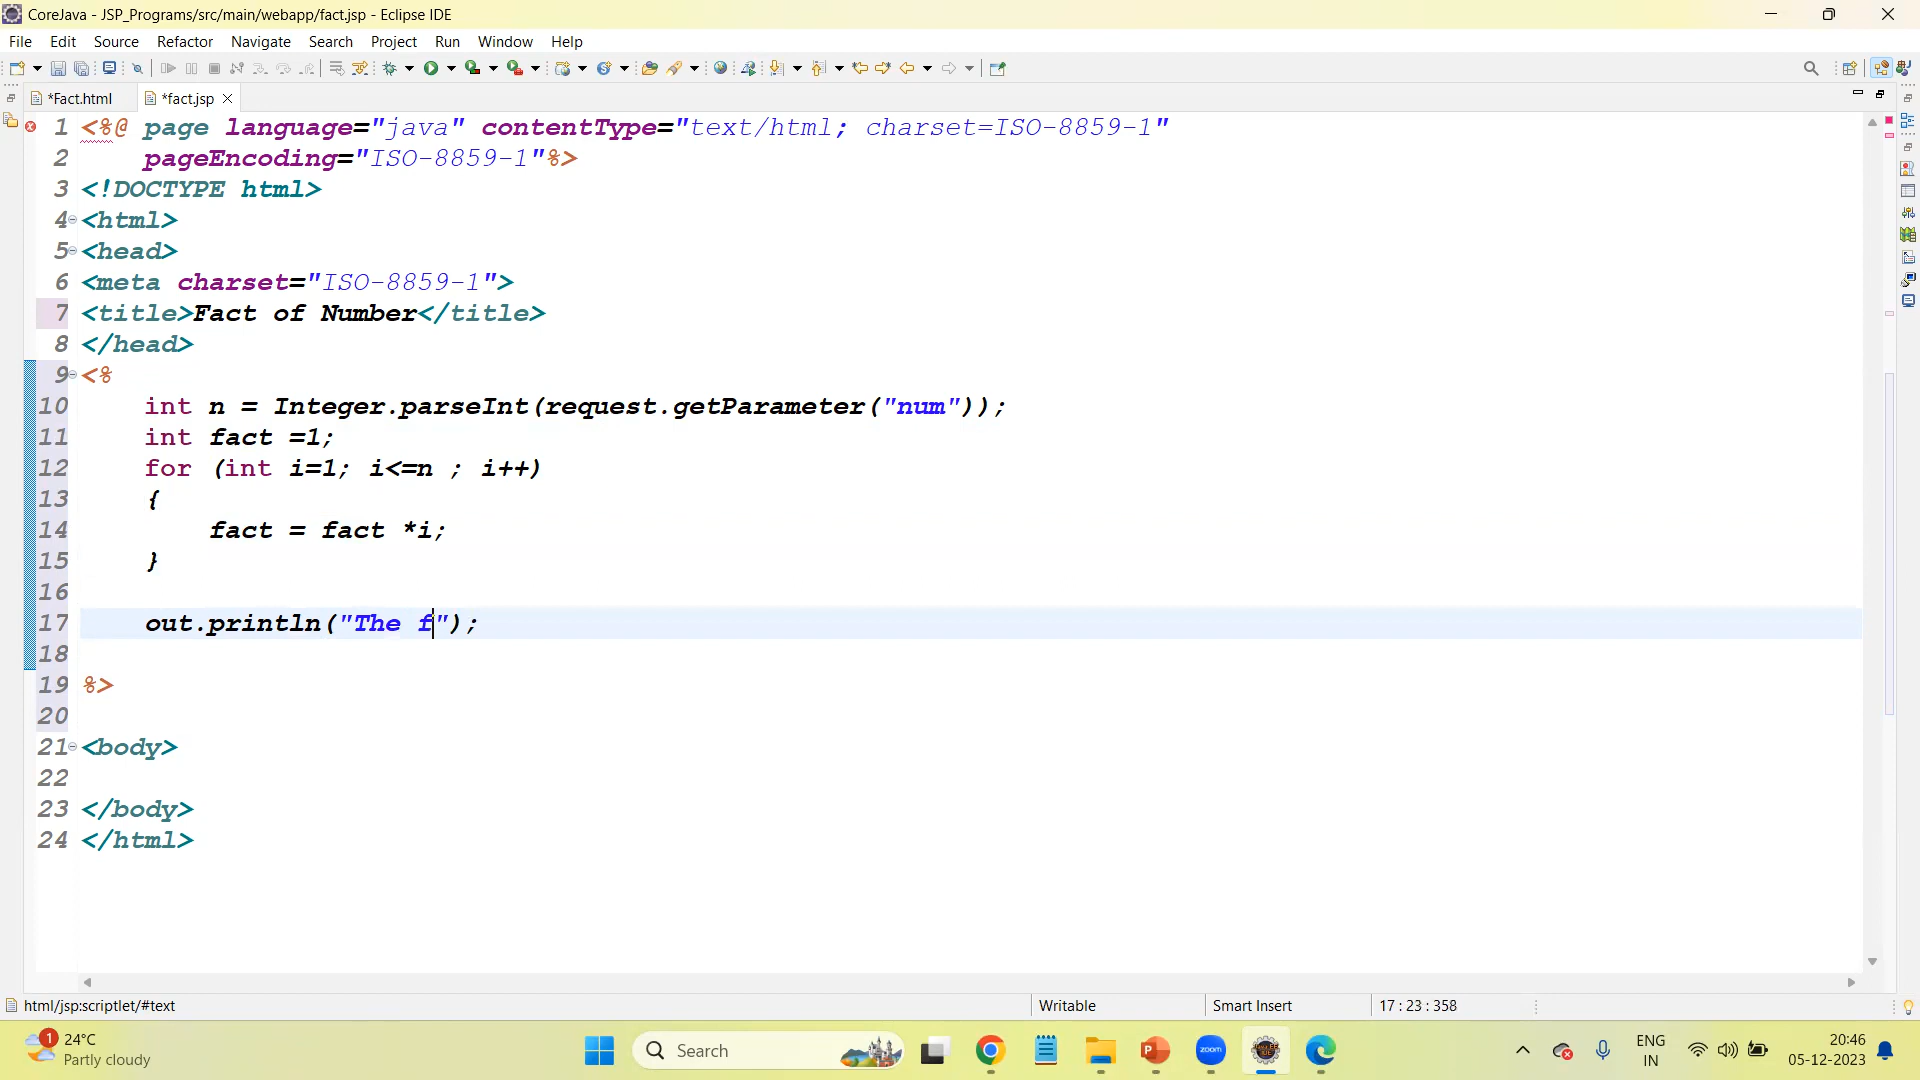 CoreJava - JSP_Programs/src/main/webapp/fact.jsp - Eclipse IDE
File Edit Source Refactor Navigate Search Project Run Window Help
*Fact.html *fact.jsp
1 <%@ page language="java" contentType="text/html; charset=ISO-8859-1"
2 pageEncoding="ISO-8859-1"%>
3 <!DOCTYPE html>
4 <html>
5 <head>
6 <meta charset="ISO-8859-1">
7 <title>Fact of Number</title>
8 </head>
9 <%
10 int n = Integer.parseInt(request.getParameter("num"));
11 int fact =1;
12 for (int i=1; i<=n ; i++)
13 {
14 fact = fact *i;
15 }
16
17 out.println("The f");
18
19 %>
20
21 <body>
22
23 </body>
24 </html>
html/jsp:scriptlet/#text Writable Smart Insert 17 : 23 : 358
1 24°C
Partly cloudy
Search
zoom
ENG
IN
20:46
05-12-2023